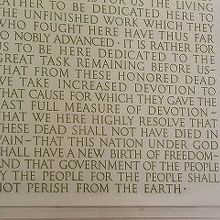 US THE LIVING
RATHER TO BE DEDICATED HERE TO
THE UNFINISHED WORK WHICH THEY
WHO FOUGHT HERE HAVE THUS FAR
SO NOBLY ADVANCED · IT IS RATHER FOR
US TO BE HERE DEDICATED TO THE
GREAT TASK REMAINING BEFORE US
THAT FROM THESE HONORED DEAD
WE TAKE INCREASED DEVOTION TO
THAT CAUSE FOR WHICH THEY GAVE THE
LAST FULL MEASURE OF DEVOTION –
THAT WE HERE HIGHLY RESOLVE THAT
THESE DEAD SHALL NOT HAVE DIED IN
VAIN – THAT THIS NATION UNDER GOD
SHALL HAVE A NEW BIRTH OF FREEDOM –
AND THAT GOVERNMENT OF THE PEOPLE
BY THE PEOPLE FOR THE PEOPLE SHALL
NOT PERISH FROM THE EARTH ·